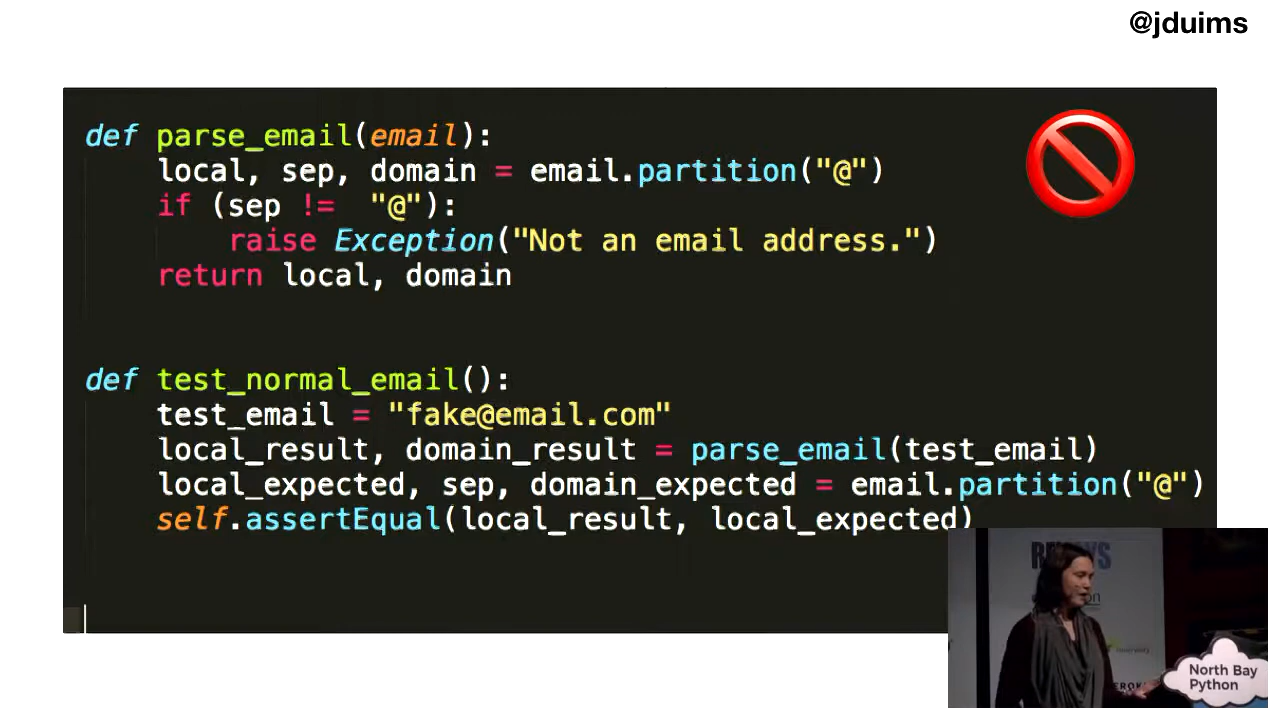 @jduims
def parse_email(email):
    local, sep, domain = email.partition("@")
    if (sep !=  "@"):
        raise Exception("Not an email address.")
    return local, domain
def test_normal_email():
    test_email = "fake@email.com"
    local_result, domain_result = parse_email(test_email)
    local_expected, sep, domain_expected = email.partition("@")
    self.assertEqual(local_result, local_expected)
North Bay
Python